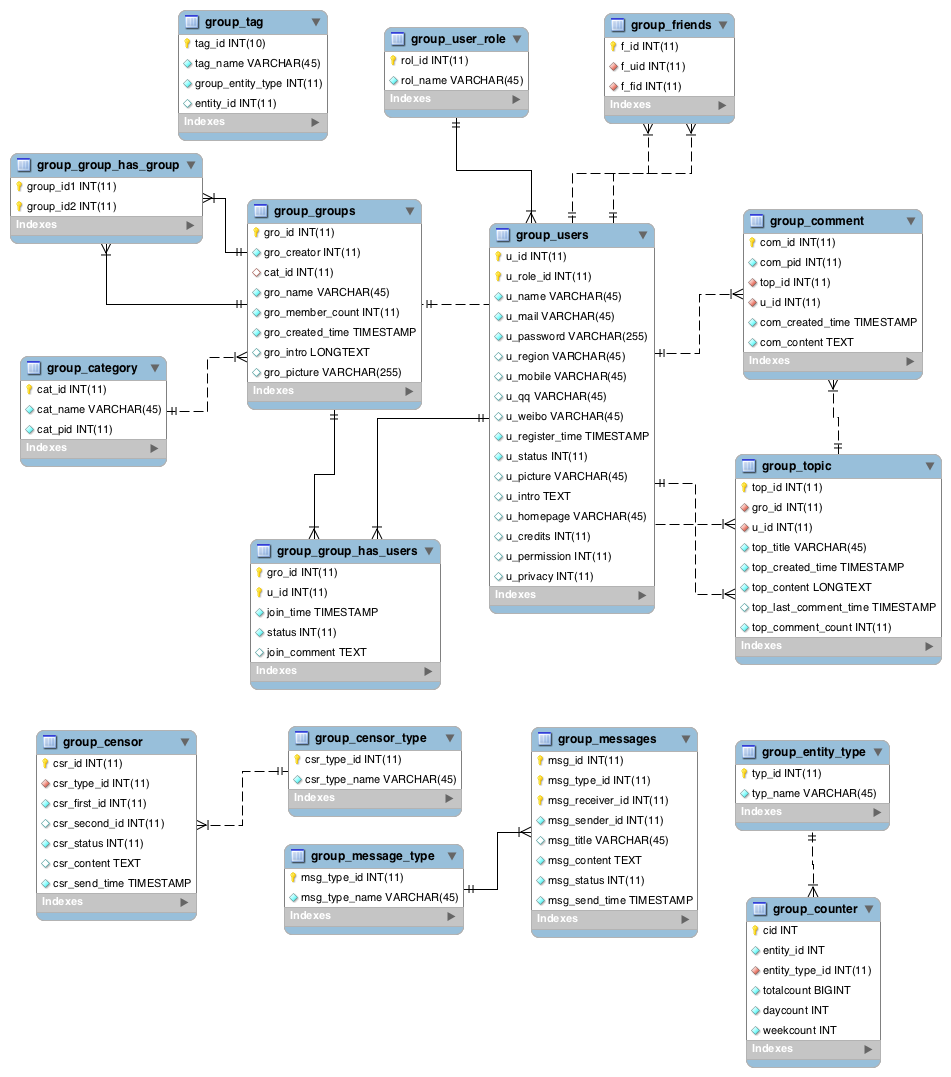 group_tag
tag_id INT(10)
tag_name VARCHAR(45)
group_entity_type INT(11)
entity_id INT(11)
Indexes
group_user_role
rol_id INT(11)
rol_name VARCHAR(45)
Indexes
group_friends
f_id INT(11)
f_uid INT(11)
f_fid INT(11)
Indexes
group_group_has_group
group_id1 INT(11)
group_id2 INT(11)
Indexes
group_groups
gro_id INT(11)
gro_creator INT(11)
cat_id INT(11)
gro_name VARCHAR(45)
gro_member_count INT(11)
gro_created_time TIMESTAMP
gro_intro LONGTEXT
gro_picture VARCHAR(255)
Indexes
group_users
u_id INT(11)
u_role_id INT(11)
u_name VARCHAR(45)
u_mail VARCHAR(45)
u_password VARCHAR(255)
u_region VARCHAR(45)
u_mobile VARCHAR(45)
u_qq VARCHAR(45)
u_weibo VARCHAR(45)
u_register_time TIMESTAMP
u_status INT(11)
u_picture VARCHAR(45)
u_intro TEXT
u_homepage VARCHAR(45)
u_credits INT(11)
u_permission INT(11)
u_privacy INT(11)
Indexes
group_comment
com_id INT(11)
com_pid INT(11)
top_id INT(11)
u_id INT(11)
com_created_time TIMESTAMP
com_content TEXT
Indexes
group_category
cat_id INT(11)
cat_name VARCHAR(45)
cat_pid INT(11)
Indexes
group_topic
top_id INT(11)
gro_id INT(11)
u_id INT(11)
top_title VARCHAR(45)
top_created_time TIMESTAMP
top_content LONGTEXT
top_last_comment_time TIMESTAMP
top_comment_count INT(11)
Indexes
group_group_has_users
gro_id INT(11)
u_id INT(11)
join_time TIMESTAMP
status INT(11)
join_comment TEXT
Indexes
group_censor
csr_id INT(11)
csr_type_id INT(11)
csr_first_id INT(11)
csr_second_id INT(11)
csr_status INT(11)
csr_content TEXT
csr_send_time TIMESTAMP
Indexes
group_censor_type
csr_type_id INT(11)
csr_type_name VARCHAR(45)
Indexes
group_message_type
msg_type_id INT(11)
msg_type_name VARCHAR(45)
Indexes
group_messages
msg_id INT(11)
msg_type_id INT(11)
msg_receiver_id INT(11)
msg_sender_id INT(11)
msg_title VARCHAR(45)
msg_content TEXT
msg_status INT(11)
msg_send_time TIMESTAMP
Indexes
group_entity_type
typ_id INT(11)
typ_name VARCHAR(45)
Indexes
group_counter
cid INT
entity_id INT
entity_type_id INT(11)
totalcount BIGINT
daycount INT
weekcount INT
Indexes